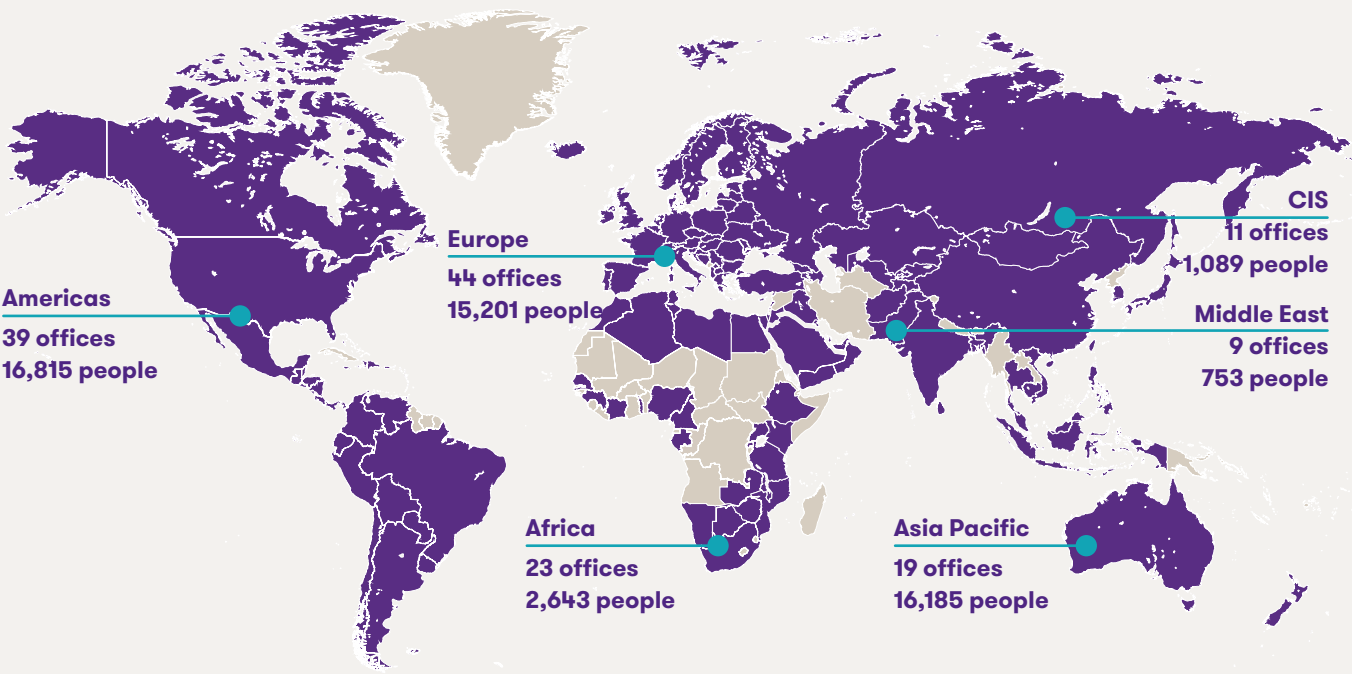 Americas
39 offices
16,815 people
Europe
44 offices
15,201 people
CIS
11 offices
1,089 people
Middle East
9 offices
753 people
Africa
23 offices
2,643 people
Asia Pacific
19 offices
16,185 people